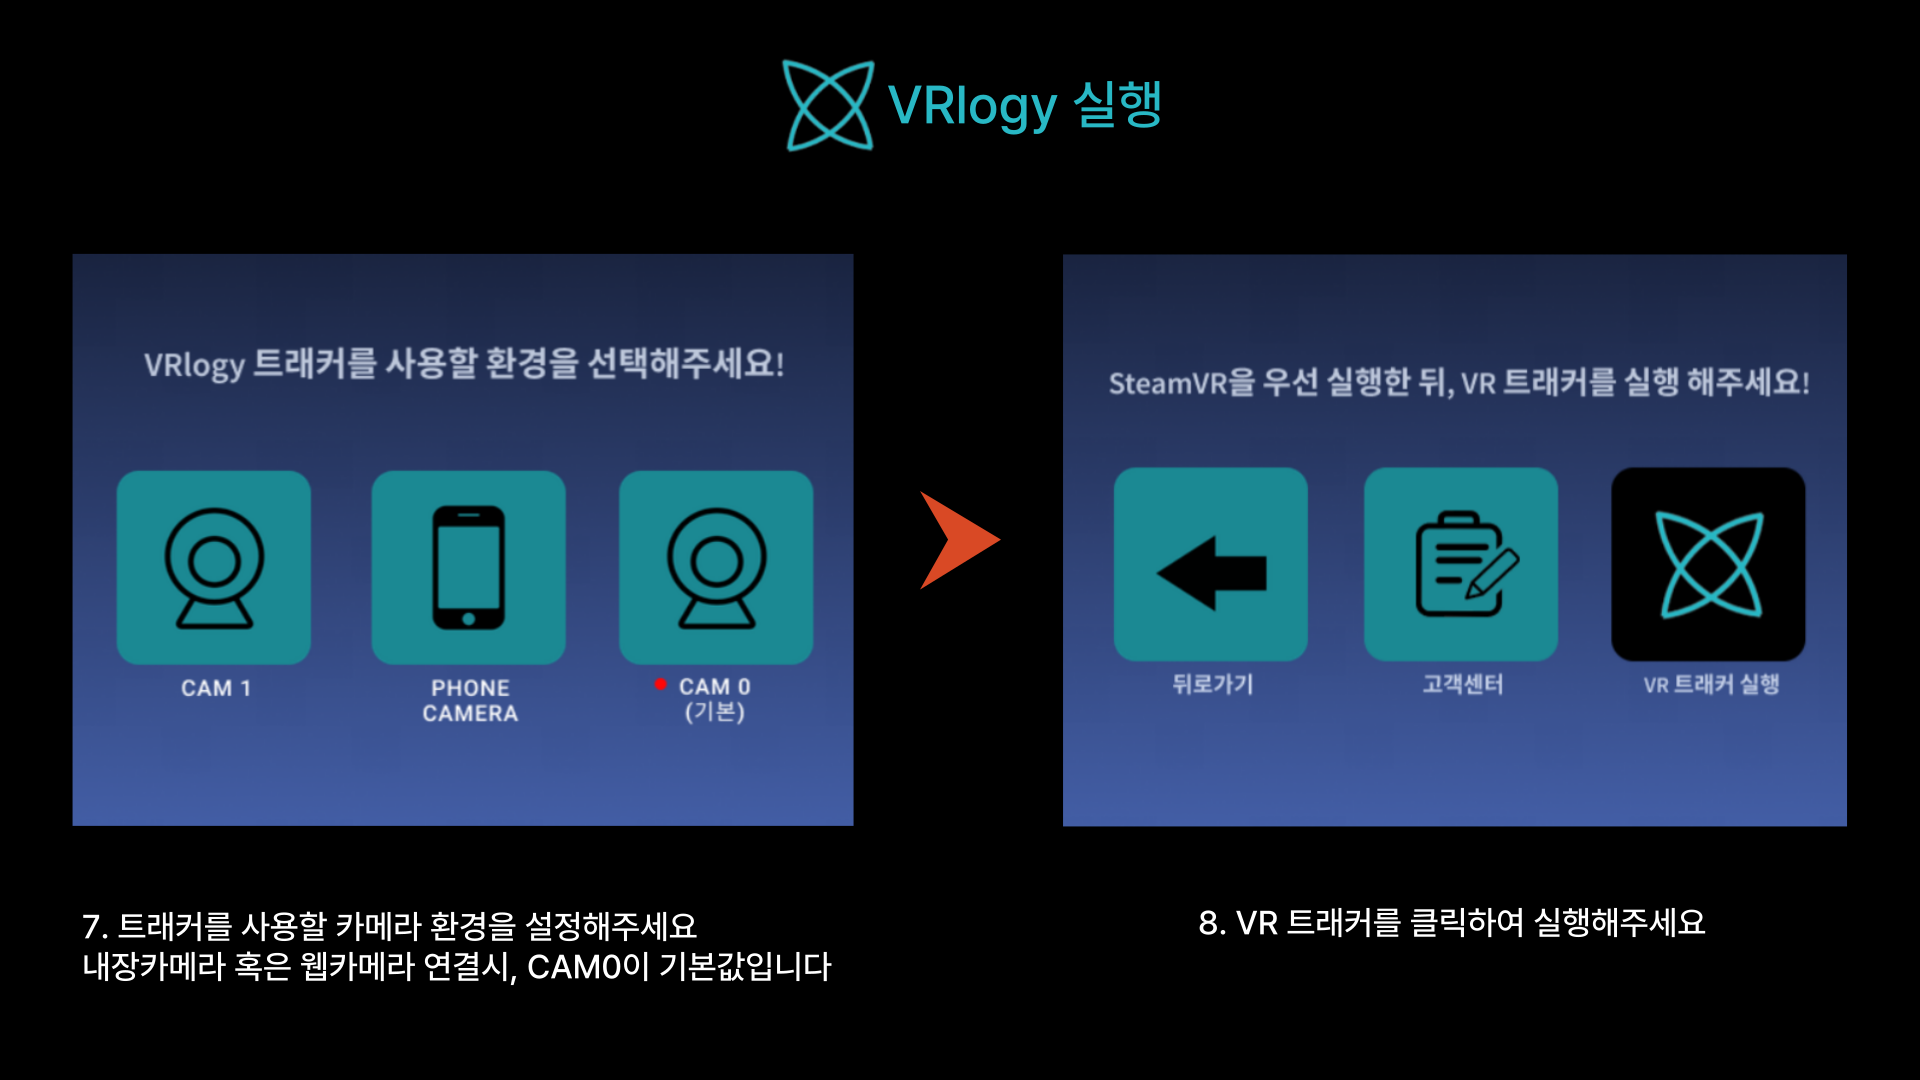 VRlogy 실행
VRlogy 트래커를 사용할 환경을 선택해주세요!
CAM 1
PHONE
CAMERA
CAM 0
(기본)
7. 트래커를 사용할 카메라 환경을 설정해주세요
내장카메라 혹은 웹카메라 연결시, CAM0이 기본값입니다
SteamVR을 우선 실행한 뒤, VR 트래커를 실행 해주세요!
뒤로가기
고객센터
VR 트래커 실행
8. VR 트래커를 클릭하여 실행해주세요